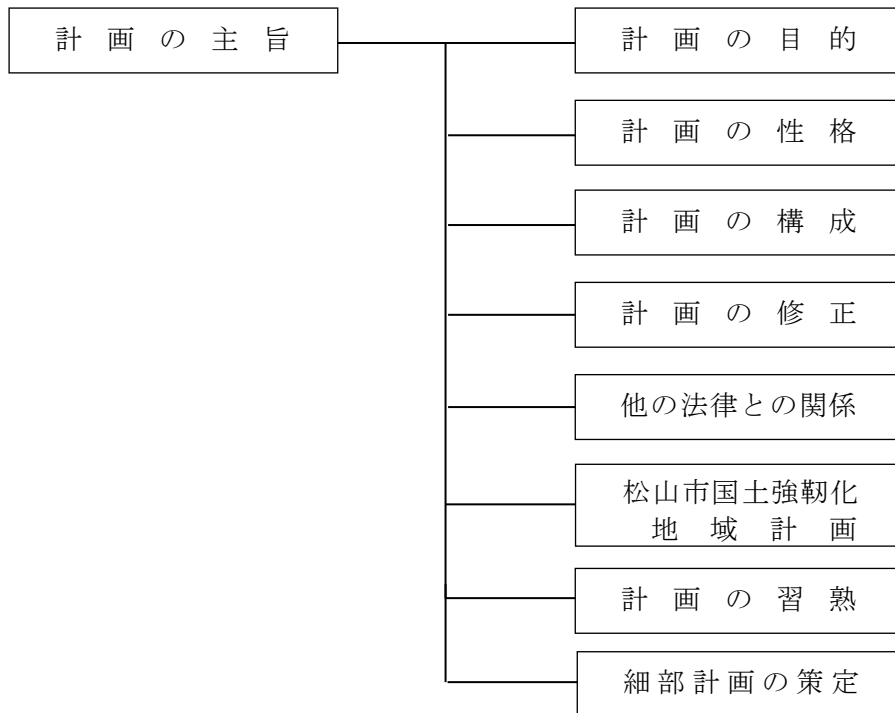 計画の主旨
計画の目的
計画の性格
計画の構成
計画の修正
他の法律との関係
松山市国土強靭化
地域計画
計画の習熟
細部計画の策定